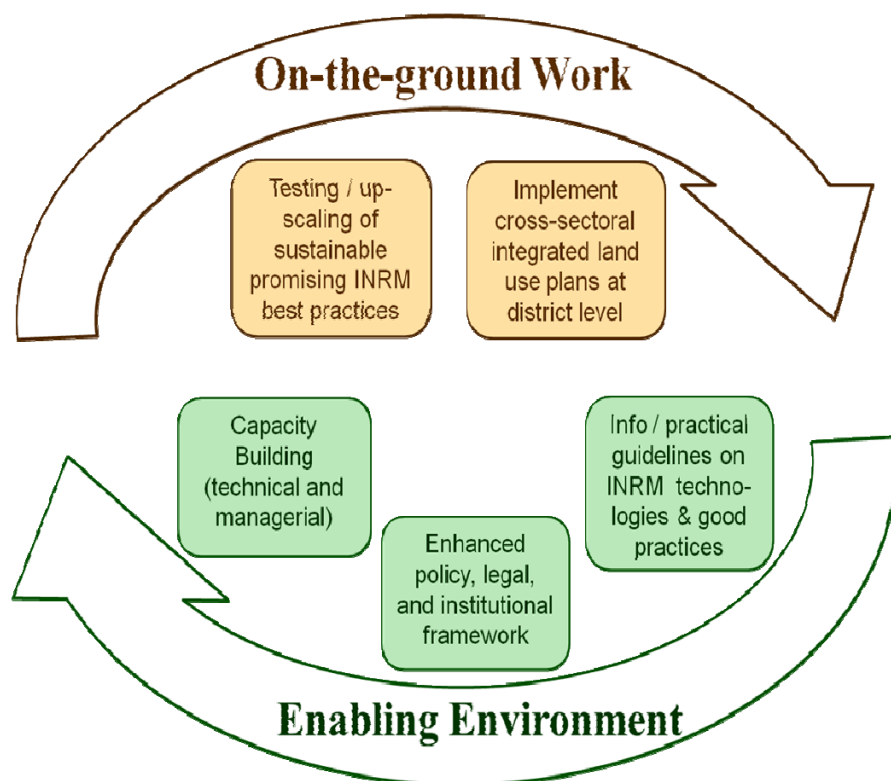 On-the-ground Work
Testing / up-
scaling of
sustainable
promising INRM
best practices
Implement
cross-sectoral
integrated land
use plans at
district level
Capacity
Building
(technical and
managerial)
Enhanced
policy, legal,
and institutional
framework
Info / practical
guidelines on
INRM techno-
logies & good
practices
Enabling Environment